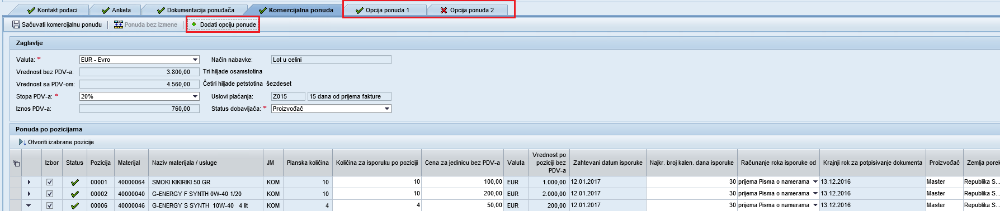 Kontakt podaci Anketa Dokumentacija ponuđača Komercijalna ponuda Opcija ponuda 1 Opcija ponuda 2
Sačuvati komercijalnu ponudu Ponuda bez izmene Dodati opciju ponude
Zaglavlje
Valuta: * EUR - Evro Način nabavke: Lot u celini
Vrednost bez PDV-a: 3.800,00 Tri hiljade osamstotina
Vrednost sa PDV-om: 4.560,00 Četiri hiljade petstotina šezdeset
Stopa PDV-a: * 20% Uslovi plaćanja: Z015 15 dana od prijema fakture
Iznos PDV-a: 760,00 Status dobavljača: * Proizvođač
Ponuda po pozicijama
Otvoriti izabrane pozicije
Izbor Status Pozicija Materijal Naziv materijala / usluge JM Planska količina Količina za isporuku po poziciji Cena za jedinicu bez PDV-a Valuta Vrednost po poziciji bez PDV-a Zahtevani datum isporuke Najkr. broj kalen. dana isporuke Računanje roka isporuke od Krajnji rok za potpisivanje dokumenta Proizvođač Zemlja porek
00001 40000064 SMOKI KIKIRIKI 50 GR KOM 10 10 100,00 EUR 1.000,00 12.01.2017 30 prijema Pisma o namerama 13.12.2016 Master Republika S...
00002 40000040 G-ENERGY F SYNTH 0W-40 1/20 KOM 10 10 200,00 EUR 2.000,00 12.01.2017 30 prijema Pisma o namerama 13.12.2016 Master Republika S...
00006 40000046 G-ENERGY S SYNTH 10W-40 4 lit KOM 4 4 50,00 EUR 200,00 12.01.2017 30 prijema Pisma o namerama 13.12.2016 Master Republika S...